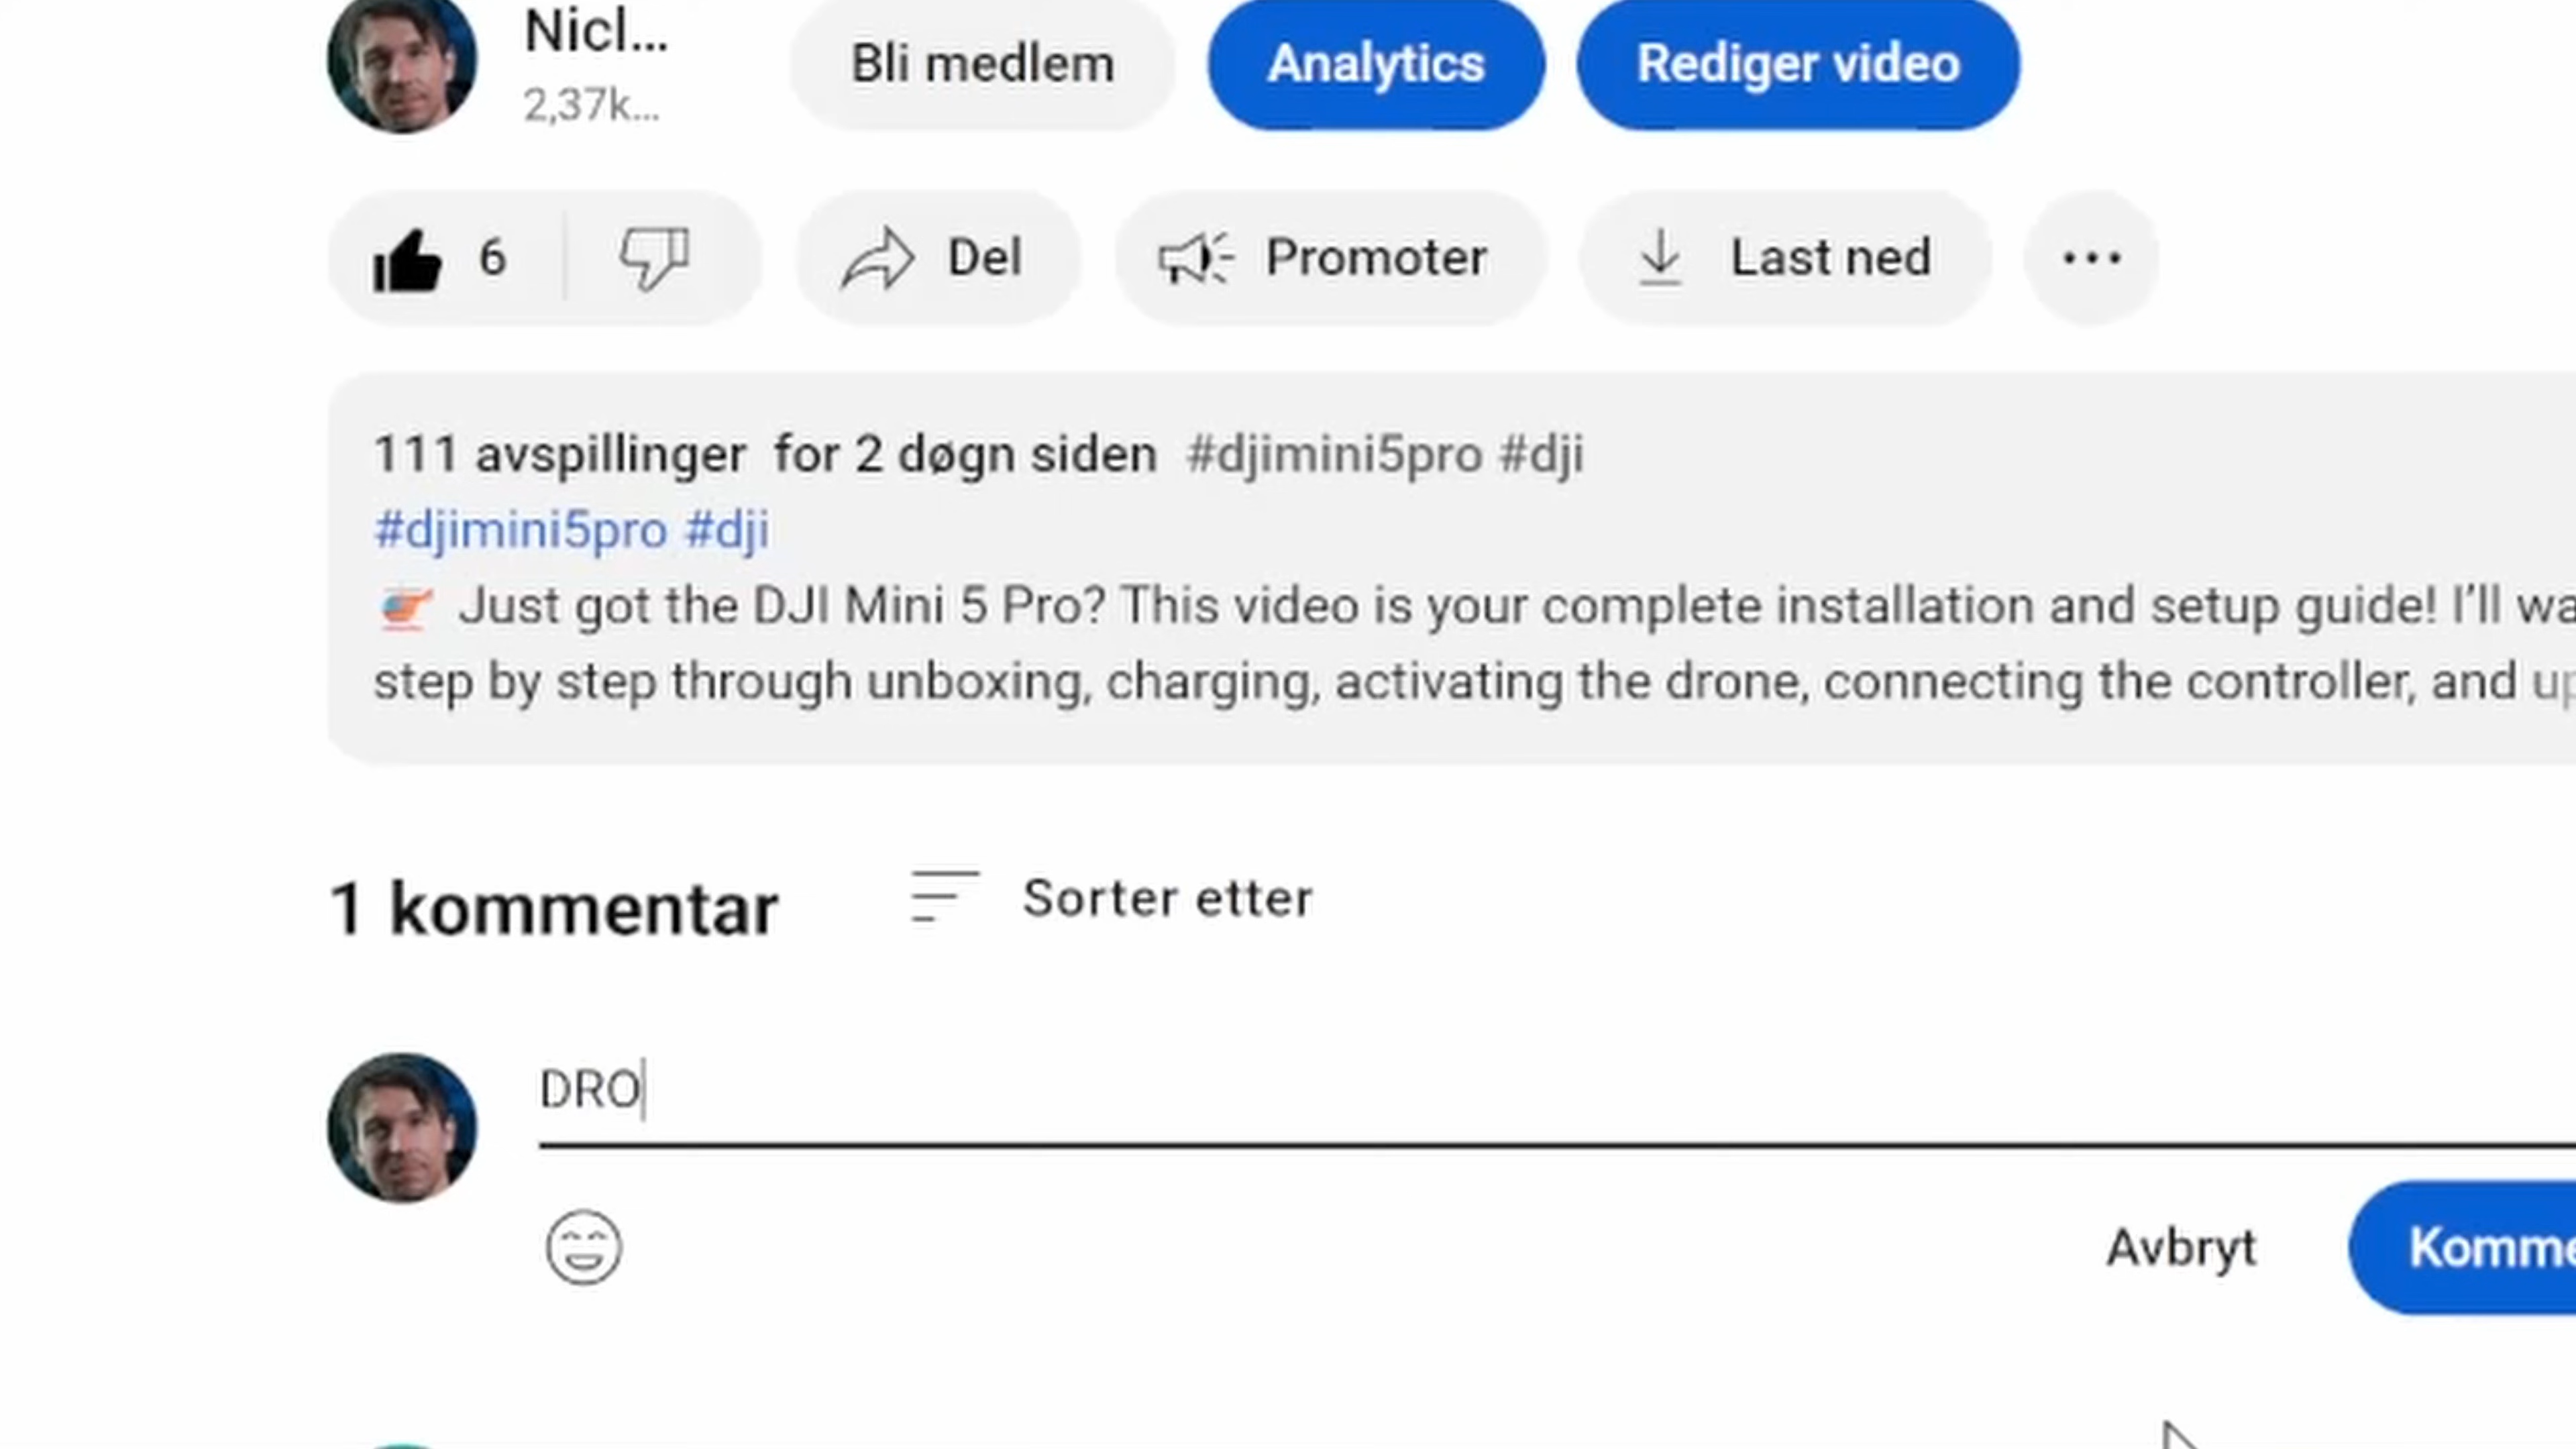 Nicl...
2,37k...
Bli medlem
Analytics
Rediger video
6
Del
Promoter
Last ned
111 avspillinger for 2 døgn siden #djimini5pro #dji
#djimini5pro #dji
Just got the DJI Mini 5 Pro? This video is your complete installation and setup guide! I'll wa
step by step through unboxing, charging, activating the drone, connecting the controller, and up
1 kommentar
Sorter etter
DRO
Avbryt
Komme